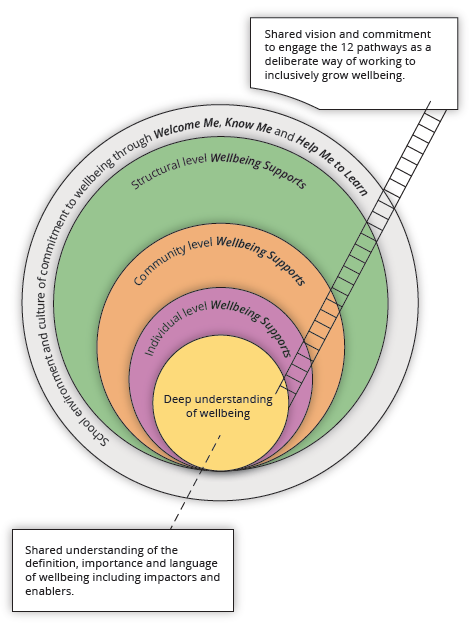 Shared vision and commitment
to engage the 12 pathways as a
deliberate way of working to
inclusively grow wellbeing.
School environment and culture of commitment to wellbeing through Welcome Me, Know Me and Help Me to Learn
Structural level Wellbeing Supports
Community level Wellbeing Supports
Individual level Wellbeing Supports
Deep understanding
of wellbeing
Shared understanding of the
definition, importance and language
of wellbeing including impactors and
enablers.